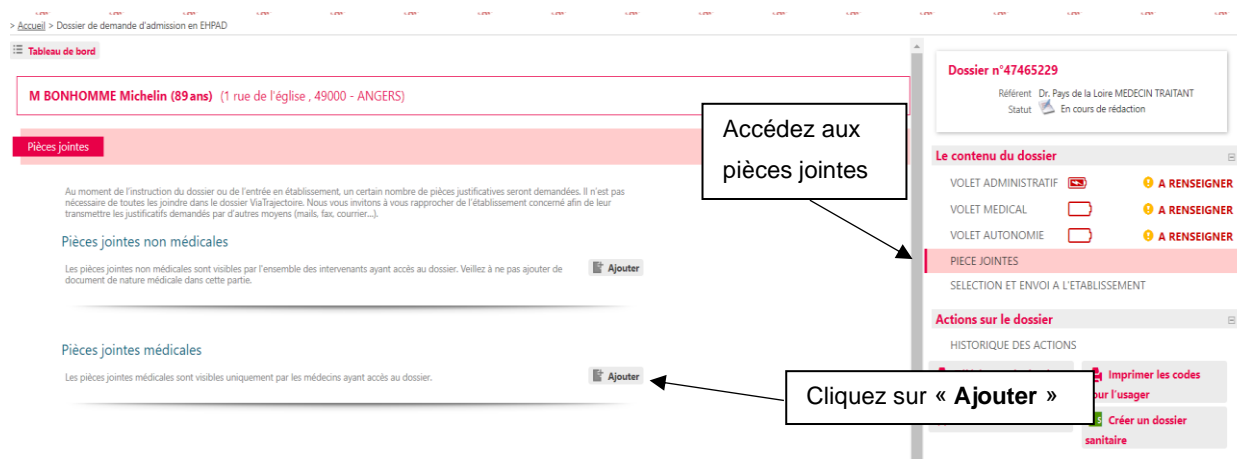 > Accueil > Dossier de demande d'admission en EHPAD
Tableau de bord
M BONHOMME Michelin (89 ans) (1 rue de l'église , 49000 - ANGERS)
Pièces jointes
Au moment de l'instruction du dossier ou de l'entrée en établissement, un certain nombre de pièces justificatives seront demandées. Il n'est pas
nécessaire de toutes les joindre dans le dossier ViaTrajectoire. Nous vous invitons à vous rapprocher de l'établissement concerné afin de leur
transmettre les justificatifs demandés par d'autres moyens (mails, fax, courrier...).
Pièces jointes non médicales
Les pièces jointes non médicales sont visibles par l'ensemble des intervenants ayant accès au dossier. Veillez à ne pas ajouter de
document de nature médicale dans cette partie.
Ajouter
Pièces jointes médicales
Les pièces jointes médicales sont visibles uniquement par les médecins ayant accès au dossier.
Ajouter
Accédez aux
pièces jointes
Cliquez sur « Ajouter »
Dossier n°47465229
Référent Dr. Pays de la Loire MEDECIN TRAITANT
Statut En cours de rédaction
Le contenu du dossier
VOLET ADMINISTRATIF A RENSEIGNER
VOLET MEDICAL A RENSEIGNER
VOLET AUTONOMIE A RENSEIGNER
PIECE JOINTES
SELECTION ET ENVOI A L'ETABLISSEMENT
Actions sur le dossier
HISTORIQUE DES ACTIONS
Imprimer les codes
pour l'usager
Créer un dossier
sanitaire